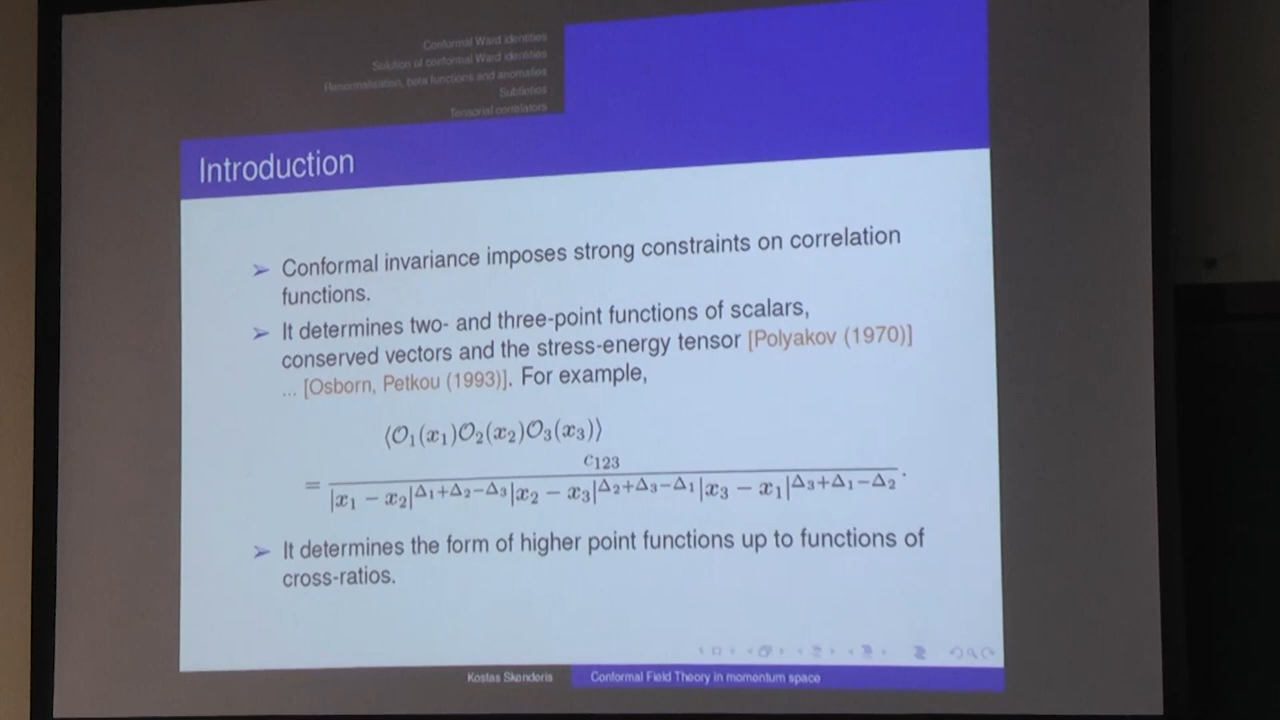 Conformal Ward identities
Solution of conformal Ward identities
Renormalization, beta functions and anomalies
Subtleties
Tensorial correlators
Introduction
➢ Conformal invariance imposes strong constraints on correlation
functions.
➢ It determines two- and three-point functions of scalars,
conserved vectors and the stress-energy tensor [Polyakov (1970)]
... [Osborn, Petkou (1993)]. For example,
⟨𝒪₁(x₁)𝒪₂(x₂)𝒪₃(x₃)⟩
c₁₂₃
= |x₁ − x₂|^{Δ₁+Δ₂−Δ₃}|x₂ − x₃|^{Δ₂+Δ₃−Δ₁}|x₃ − x₁|^{Δ₃+Δ₁−Δ₂}.
➢ It determines the form of higher point functions up to functions of
cross-ratios.
Kostas Skenderis Conformal Field Theory in momentum space